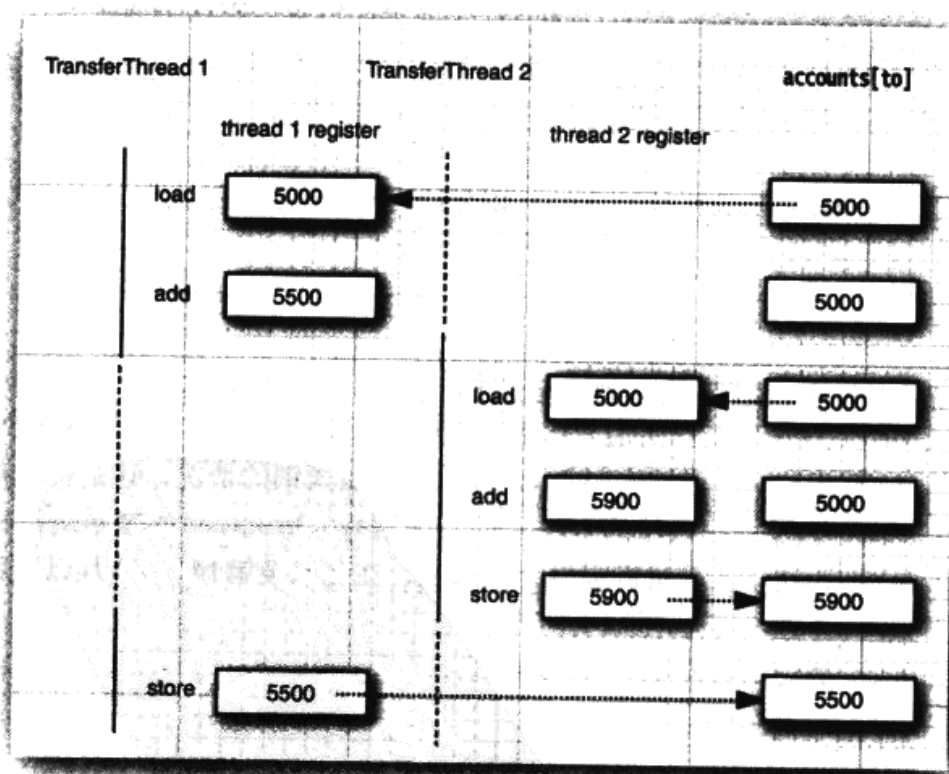 TransferThread 1 TransferThread 2 accounts[to]
thread 1 register thread 2 register
load 5000 5000
add 5500 5000
load 5000 5000
add 5900 5000
store 5900 5900
store 5500 5500